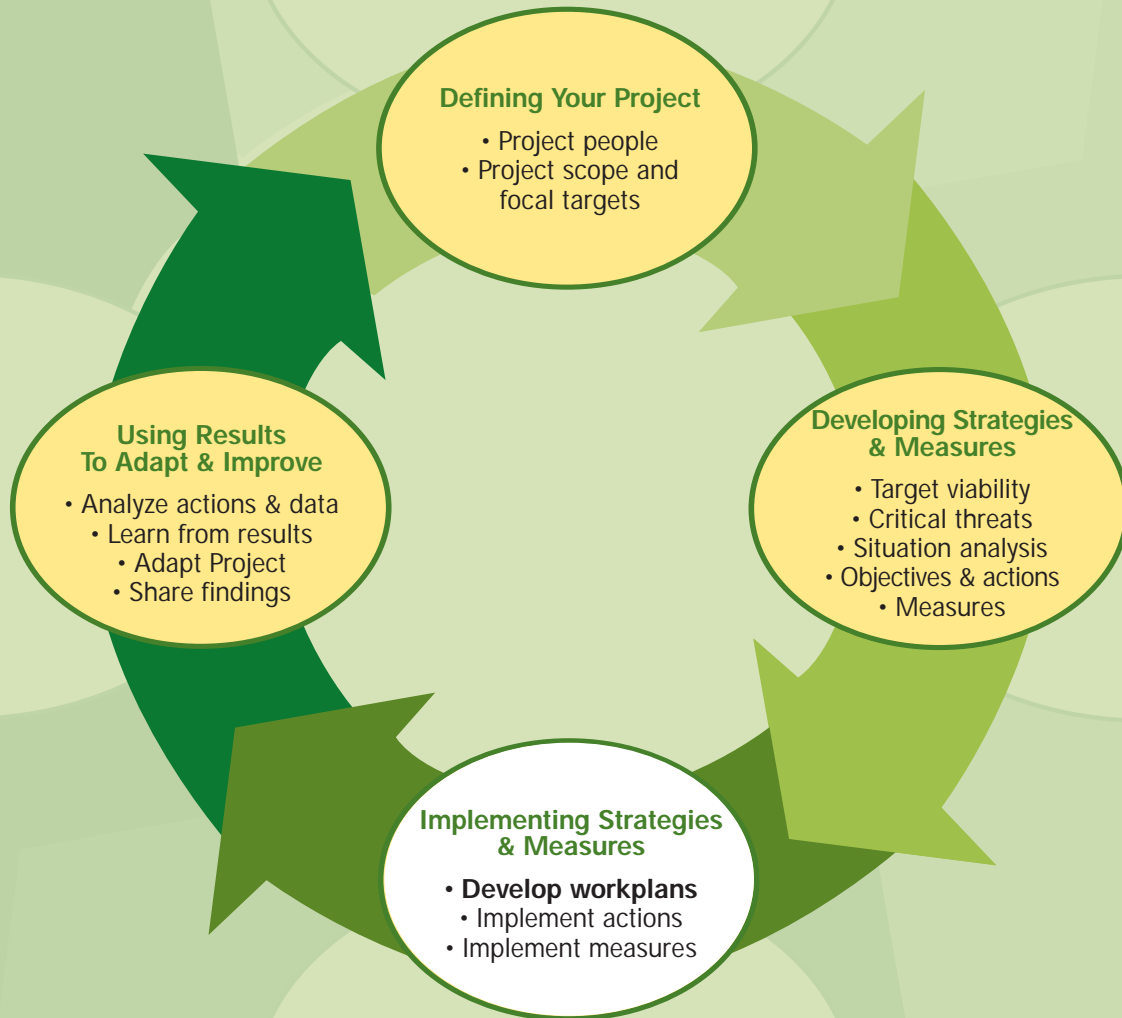 Defining Your Project
• Project people
• Project scope and
focal targets
Developing Strategies
& Measures
• Target viability
• Critical threats
• Situation analysis
• Objectives & actions
• Measures
Implementing Strategies
& Measures
• Develop workplans
• Implement actions
• Implement measures
Using Results
To Adapt & Improve
• Analyze actions & data
• Learn from results
• Adapt Project
• Share findings